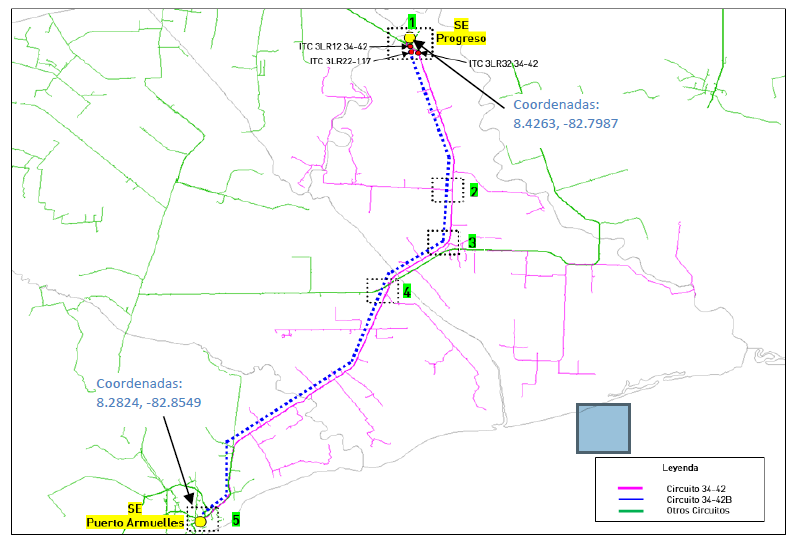 1
SE
Progreso
ITC 3LR12 34-42
ITC 3LR22-117
ITC 3LR32 34-42
Coordenadas:
8.4263, -82.7987
2
3
4
Coordenadas:
8.2824, -82.8549
SE
Puerto Armuelles
5
Leyenda
Circuito 34-42
Circuito 34-42B
Otros Circuitos